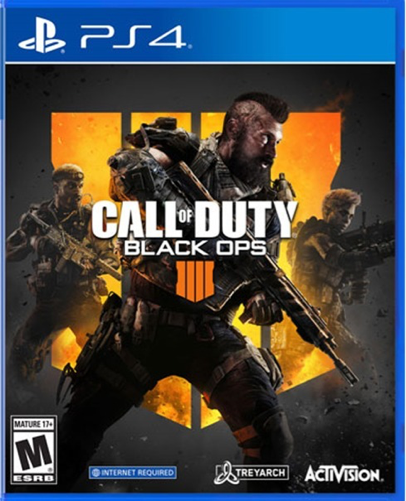 PS4
CALL OF DUTY
BLACK OPS
IIII
MATURE 17+
M
ESRB
INTERNET REQUIRED
TREYARCH
ACTIVISION